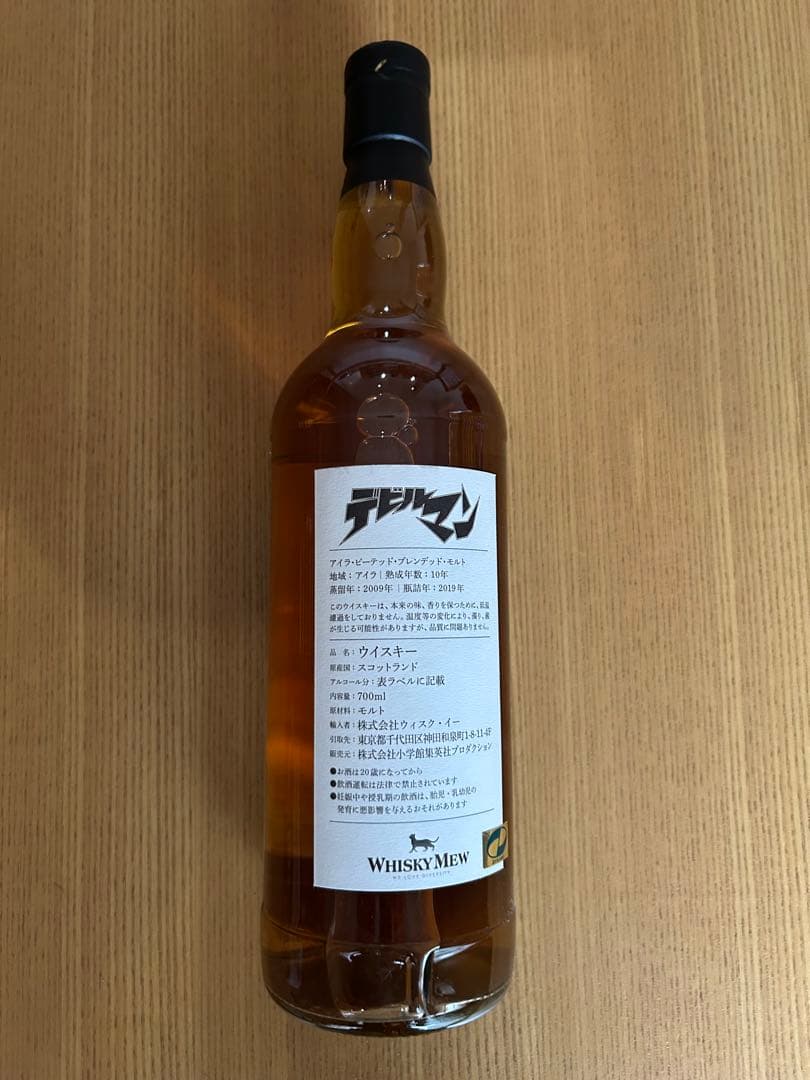 デビルマン
アイラ・ピーテッド・ブレンデッド・モルト
地域：アイラ｜熟成年数：10年
蒸留年：2009年｜瓶詰年：2019年
このウイスキーは、本来の味、香りを保つために、低温
濾過をしておりません。温度等の変化により、濁り、澱
が生じる可能性がありますが、品質に問題ありません。
品　名：ウイスキー
原産国：スコットランド
アルコール分：表ラベルに記載
内容量：700ml
原材料：モルト
輸入者：株式会社ウィスク・イー
引取先：東京都千代田区神田和泉町1-8-11-4F
販売元：株式会社小学館集英社プロダクション
●お酒は20歳になってから
●飲酒運転は法律で禁止されています
●妊娠中や授乳期の飲酒は、胎児・乳幼児の
発育に悪影響を与えるおそれがあります
WHISKY MEW
WE LOVE DIVERSITY